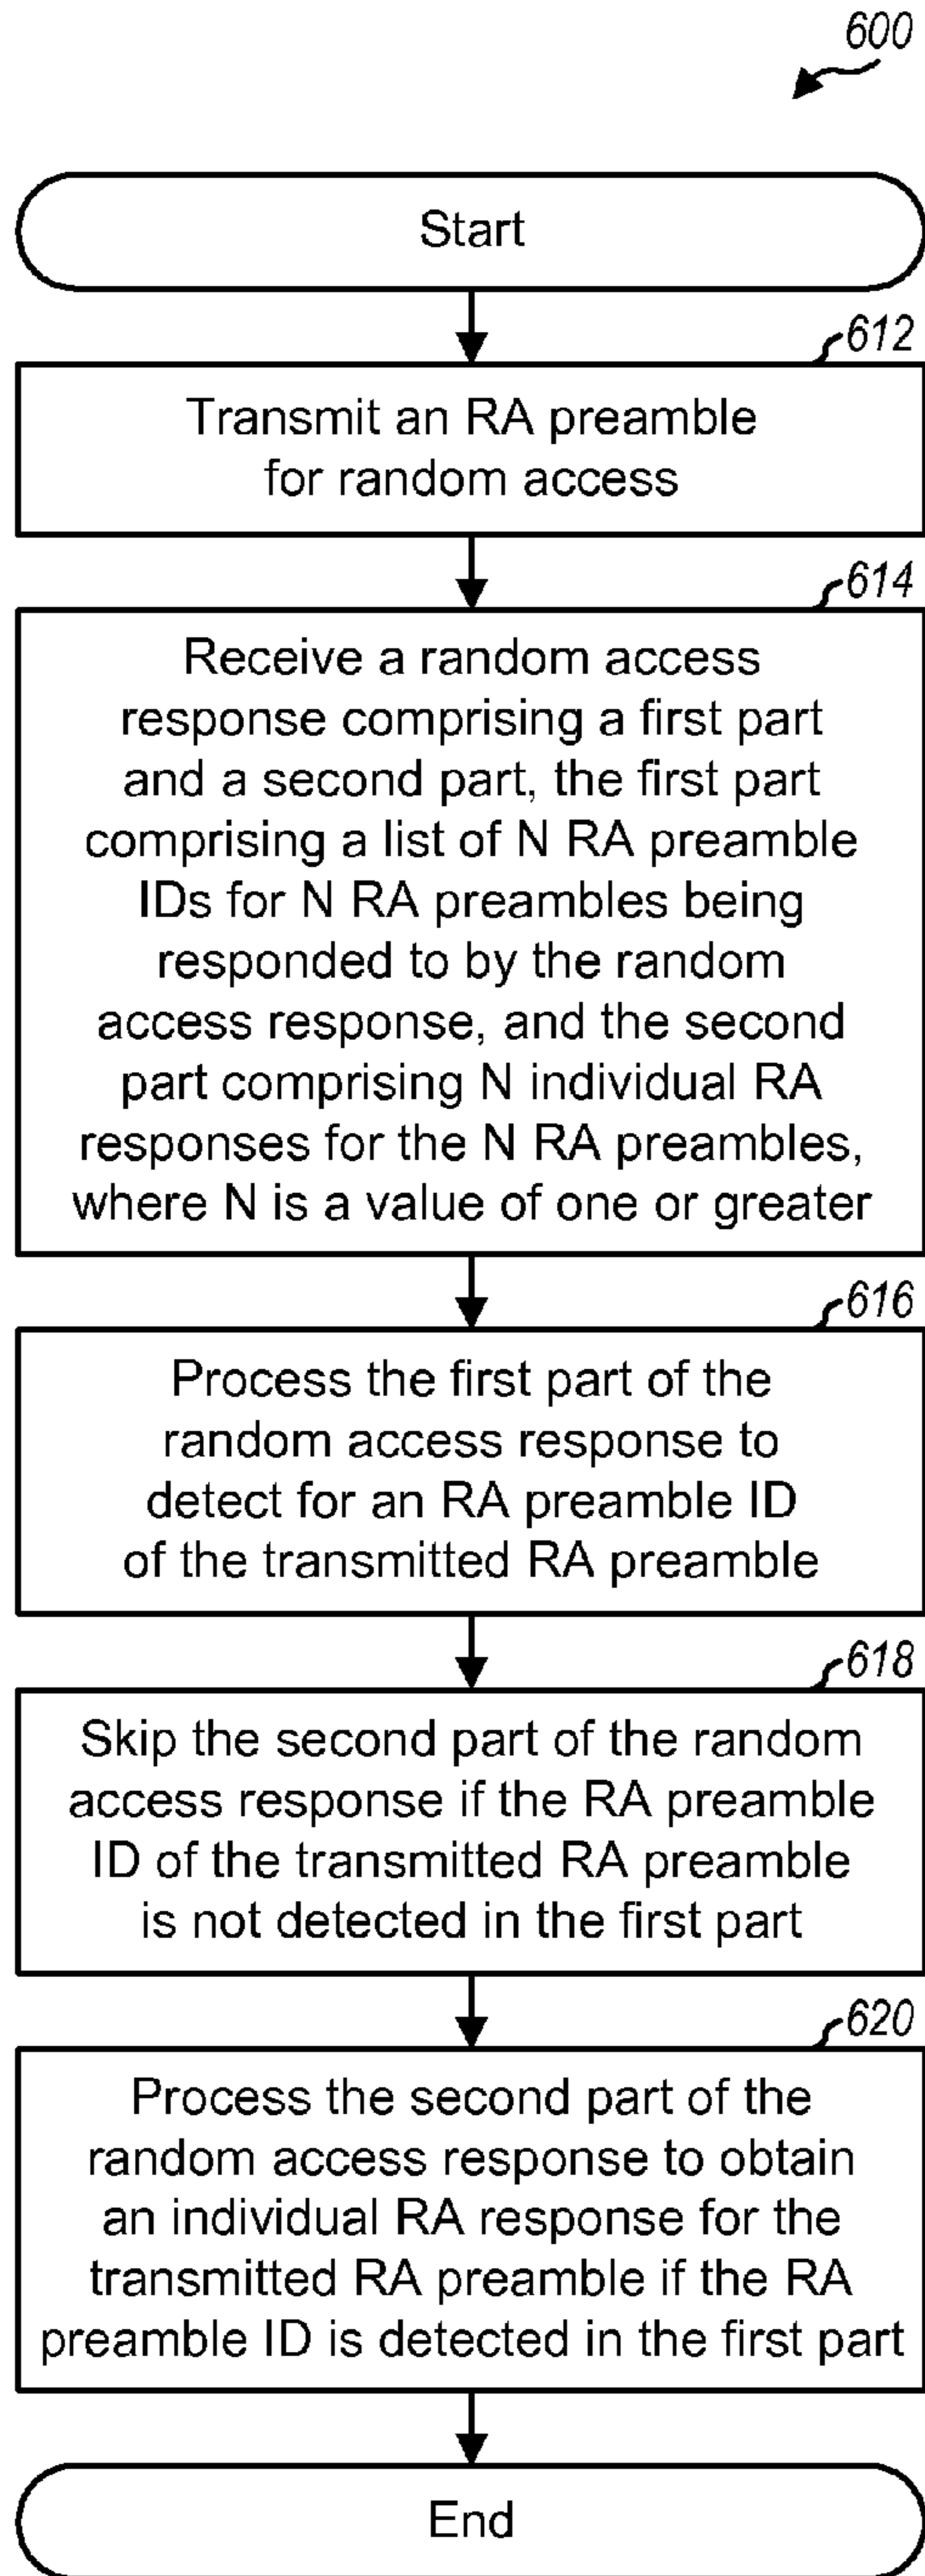 600
Start
612
Transmit an RA preamble
for random access
614
Receive a random access
response comprising a first part
and a second part, the first part
comprising a list of N RA preamble
IDs for N RA preambles being
responded to by the random
access response, and the second
part comprising N individual RA
responses for the N RA preambles,
where N is a value of one or greater
616
Process the first part of the
random access response to
detect for an RA preamble ID
of the transmitted RA preamble
618
Skip the second part of the random
access response if the RA preamble
ID of the transmitted RA preamble
is not detected in the first part
620
Process the second part of the
random access response to obtain
an individual RA response for the
transmitted RA preamble if the RA
preamble ID is detected in the first part
End